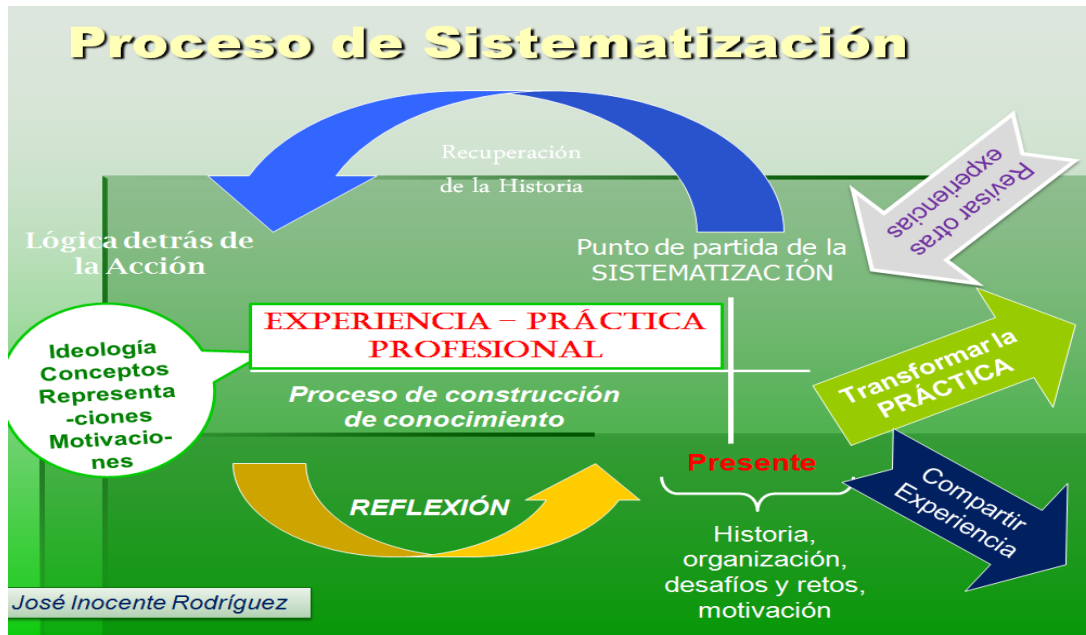 Proceso de Sistematización
Recuperación
de la Historia
Revisar otras
experiencias
Lógica detrás de
la Acción
Punto de partida de la
SISTEMATIZACIÓN
EXPERIENCIA – PRÁCTICA
PROFESIONAL
Ideología
Conceptos
Representa
-ciones
Motivacio-
nes
Proceso de construcción
de conocimiento
Transformar la
PRÁCTICA
Presente
REFLEXIÓN
Compartir
Experiencia
Historia,
organización,
desafíos y retos,
motivación
José Inocente Rodríguez